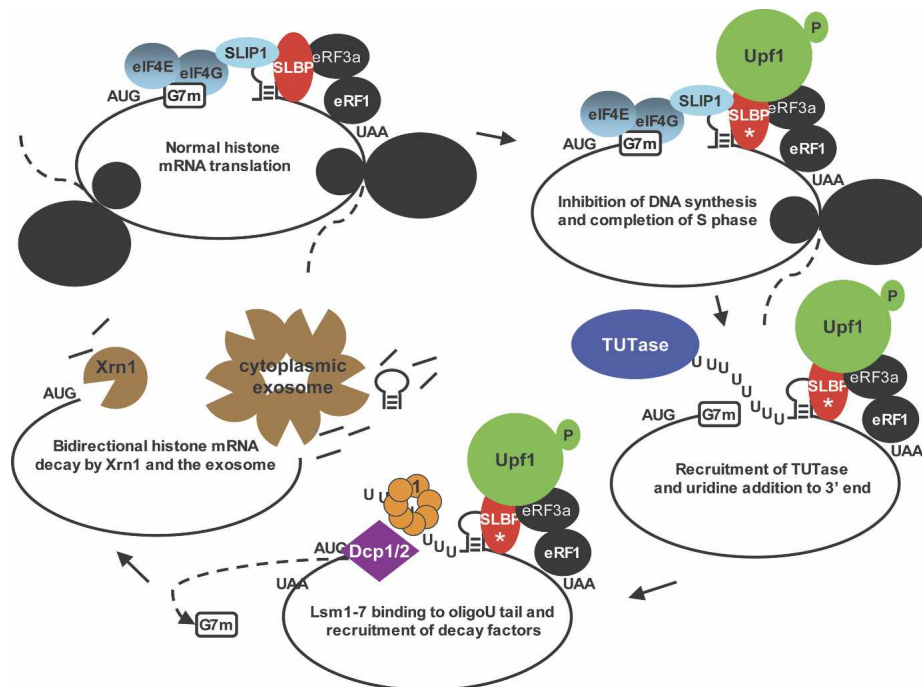 eIF4E
eIF4G
SLIP1
SLBP
eRF3a
eRF1
AUG
G7m
UAA
Normal histone
mRNA translation
P
Upf1
eIF4E
eIF4G
SLIP1
SLBP
*
eRF3a
eRF1
AUG
G7m
UAA
Inhibition of DNA synthesis
and completion of S phase
TUTase
U U U U U U U U U
P
Upf1
SLBP
*
eRF3a
eRF1
AUG
G7m
UAA
Recruitment of TUTase
and uridine addition to 3’ end
P
Upf1
SLBP
*
eRF3a
eRF1
UAA
1
U U
U U U
AUG
Dcp1/2
UAA
G7m
Lsm1-7 binding to oligoU tail and
recruitment of decay factors
Xrn1
cytoplasmic
exosome
AUG
Bidirectional histone mRNA
decay by Xrn1 and the exosome